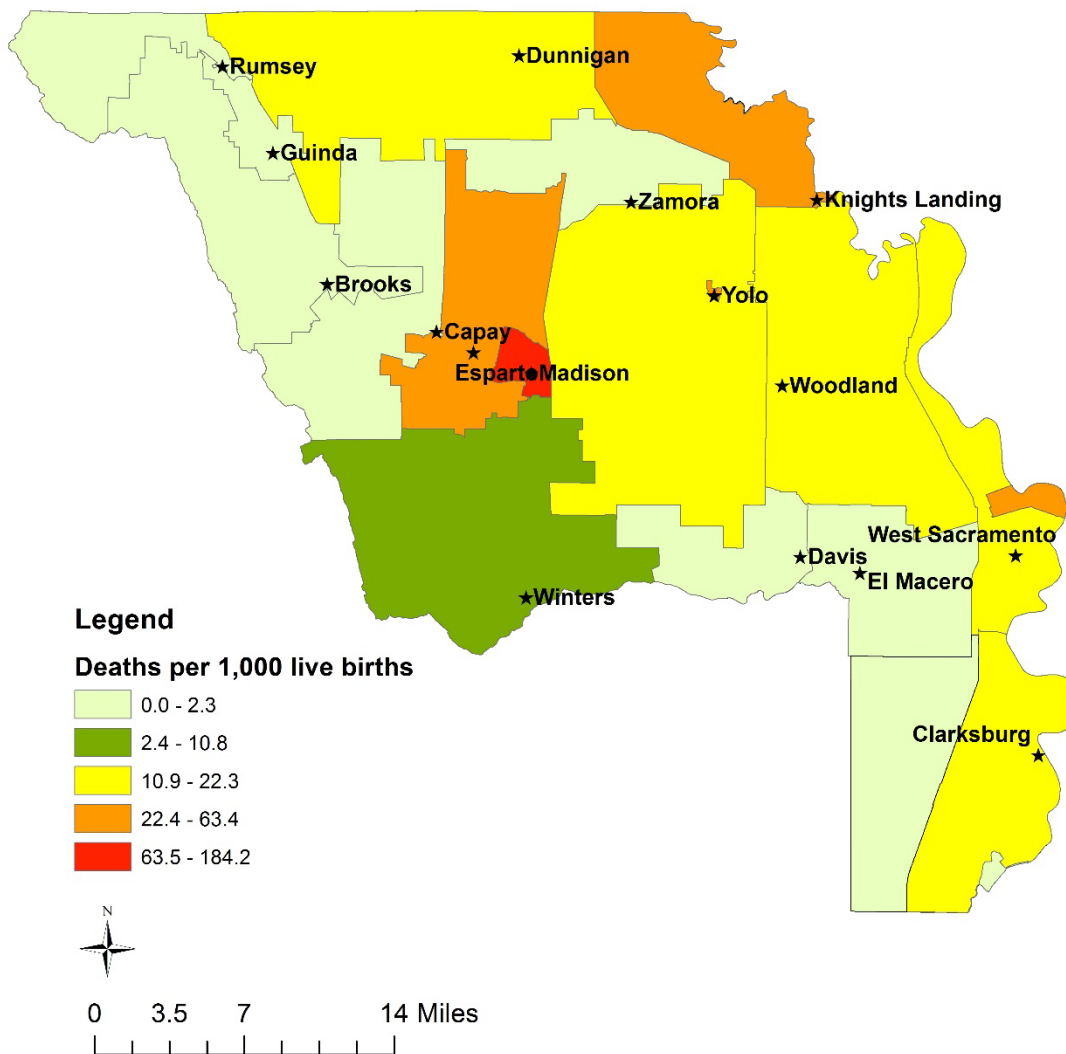 Dunnigan
Rumsey
Guinda
Zamora
Knights Landing
Brooks
Yolo
Capay
Esparto
Madison
Woodland
West Sacramento
Davis
El Macero
Winters
Clarksburg
Legend
Deaths per 1,000 live births
0.0 - 2.3
2.4 - 10.8
10.9 - 22.3
22.4 - 63.4
63.5 - 184.2
N
0 3.5 7 14 Miles